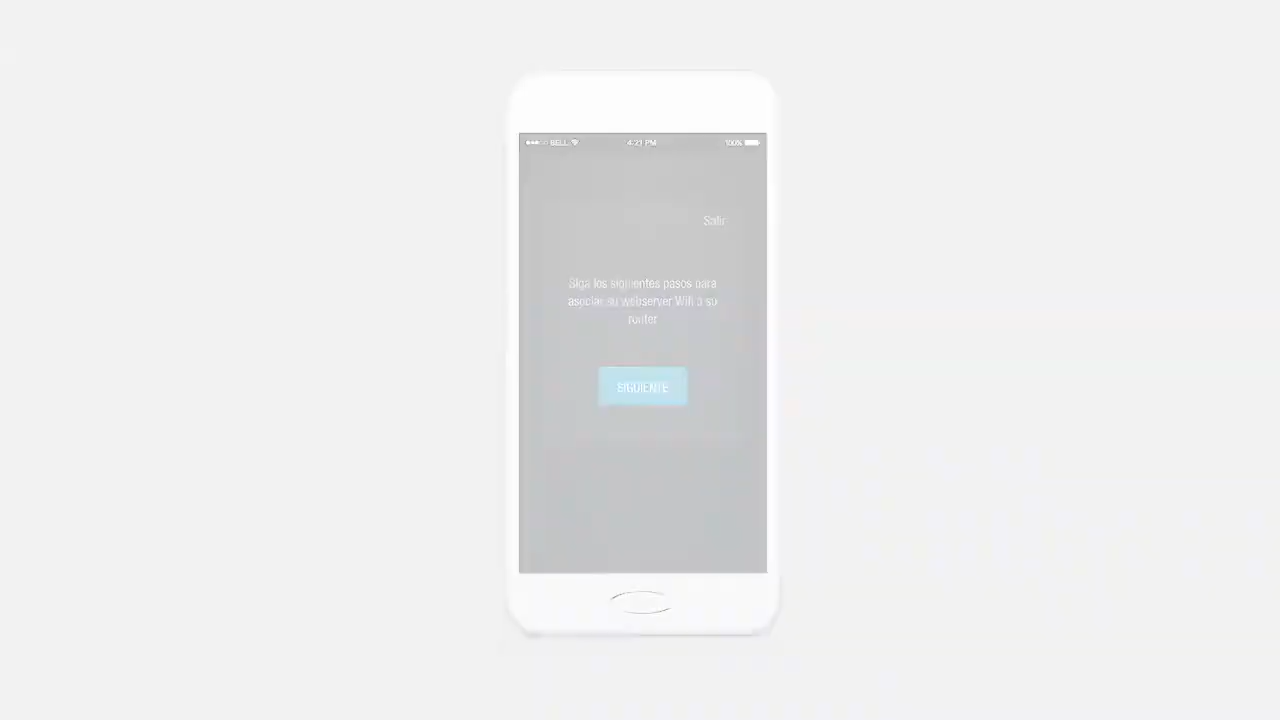 BELL 4:21 PM 100%
Salir
Siga los siguientes pasos para
asociar su webserver Wifi a su
router
SIGUIENTE